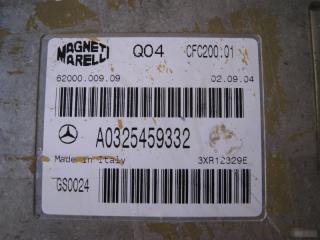 MAGNETI MARELLI Q04 CFC200.01
62000.009.09 02.09.04
A0325459332
Made in Italy 3XR12329E
GS0024